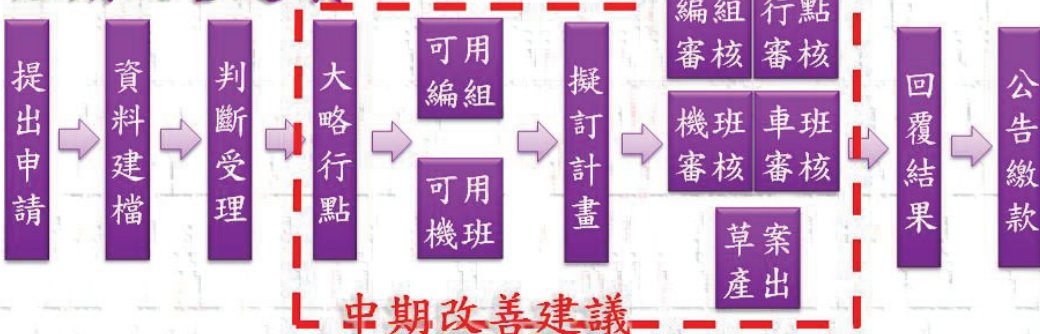 提出申請
資料建檔
判斷受理
大略行點
可用
編組
可用
機班
擬訂計畫
編組
審核
行點
審核
機班
審核
車班
審核
草案
產出
回覆結果
公告繳款
中期改善建議